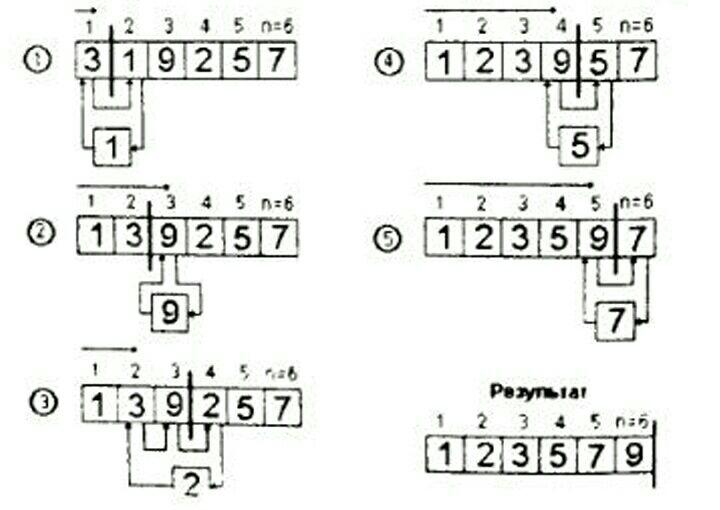 1 2 3 4 5 n=6
① 3 1 9 2 5 7
1
1 2 3 4 5 n=6
② 1 3 9 2 5 7
9
1 2 3 4 5 n=6
③ 1 3 9 2 5 7
2
1 2 3 4 5 n=6
④ 1 2 3 9 5 7
5
1 2 3 4 5 n=6
⑤ 1 2 3 5 9 7
7
Результат
1 2 3 4 5 n=6
1 2 3 5 7 9